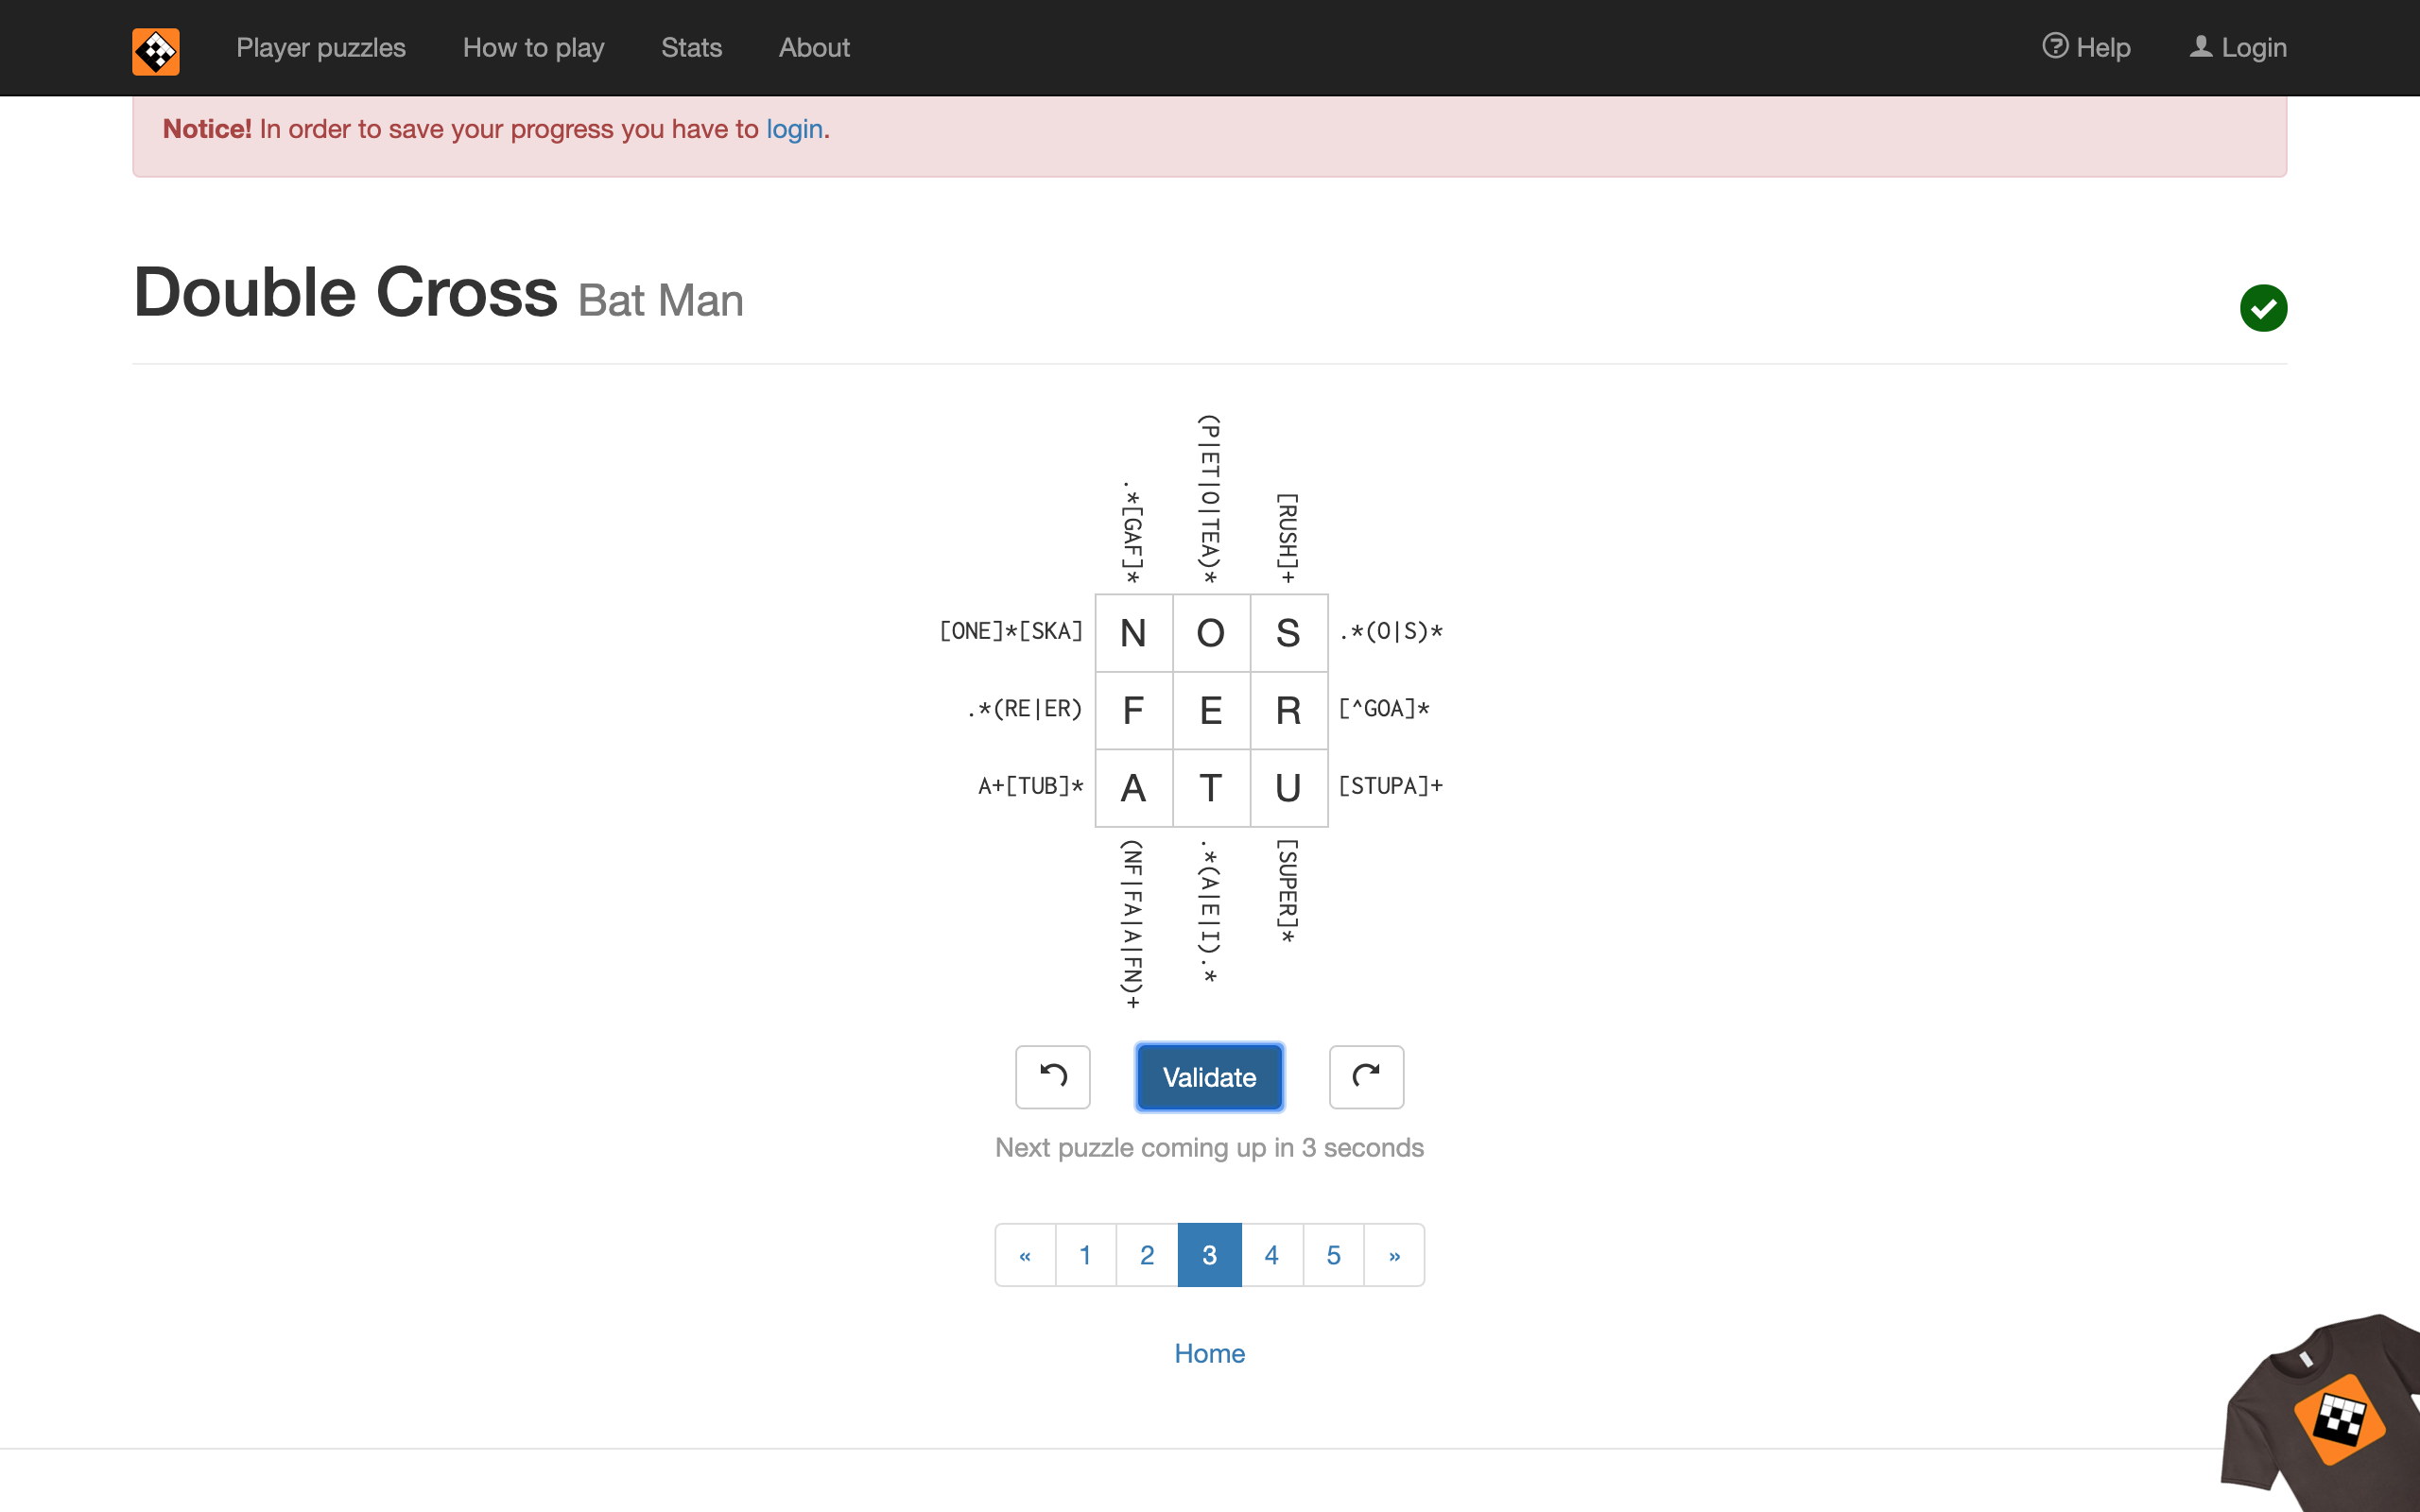 Player puzzles How to play Stats About Help Login
Notice! In order to save your progress you have to login.
Double Cross Bat Man
.*[GAF]* (P|ET|O|TEA)* [RUSH]+
[ONE]*[SKA] N O S .*(O|S)*
.*(RE|ER) F E R [^GOA]*
A+[TUB]* A T U [STUPA]+
(NF|FA|A|FN)+ .*(A|E|I).* [SUPER]*
Validate
Next puzzle coming up in 3 seconds
« 1 2 3 4 5 »
Home